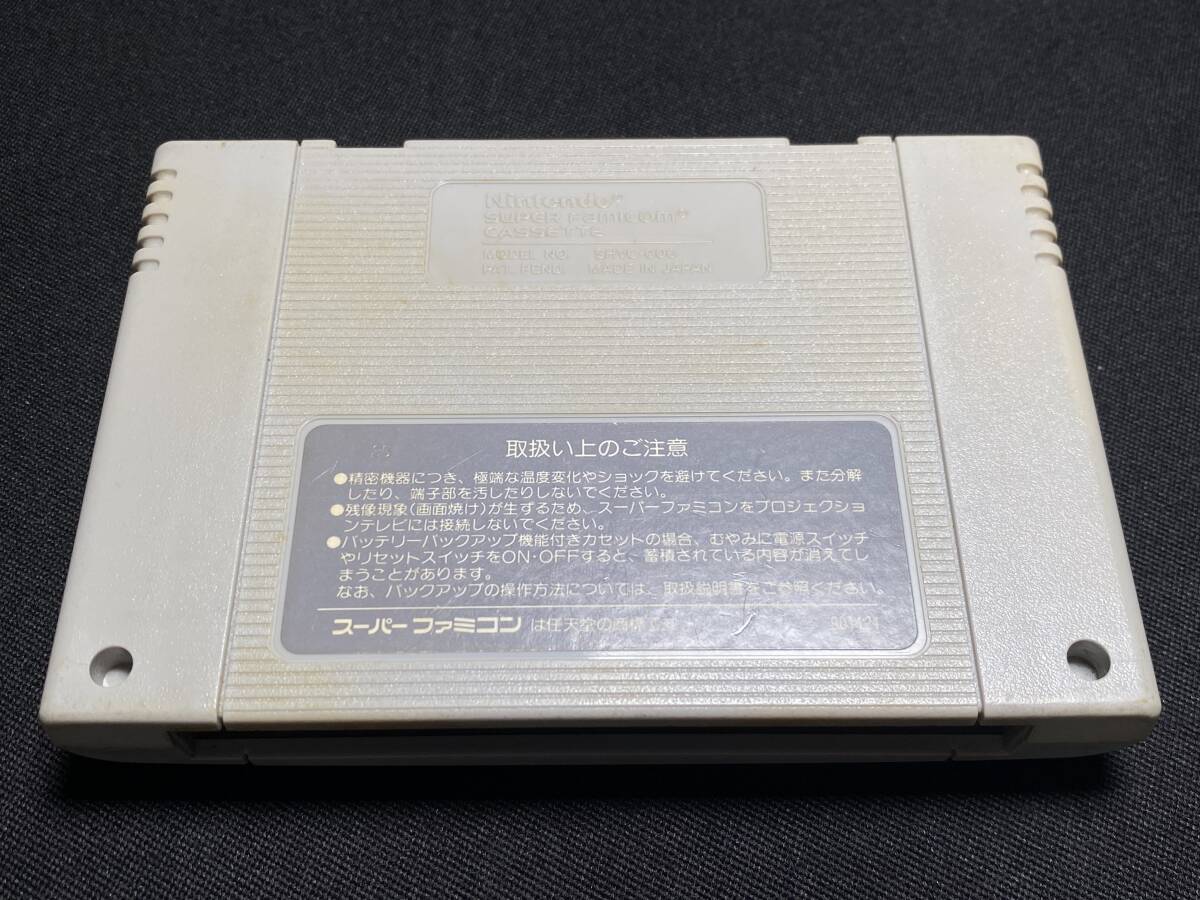 Nintendo
SUPER Famicom
CASSETTE
MODEL NO. SHVC-006
PAT. PEND. MADE IN JAPAN
取扱い上のご注意
●精密機器につき、極端な温度変化やショックを避けてください。また分解
したり、端子部を汚したりしないでください。
●残像現象(画面焼け)が生ずるため、スーパーファミコンをプロジェクショ
ンテレビには接続しないでください。
●バッテリーバックアップ機能付きカセットの場合、むやみに電源スイッチ
やリセットスイッチをON・OFFすると、蓄積されている内容が消えてし
まうことがあります。
なお、バックアップの操作方法については、取扱説明書をご参照ください。
スーパーファミコン は任天堂の商標です